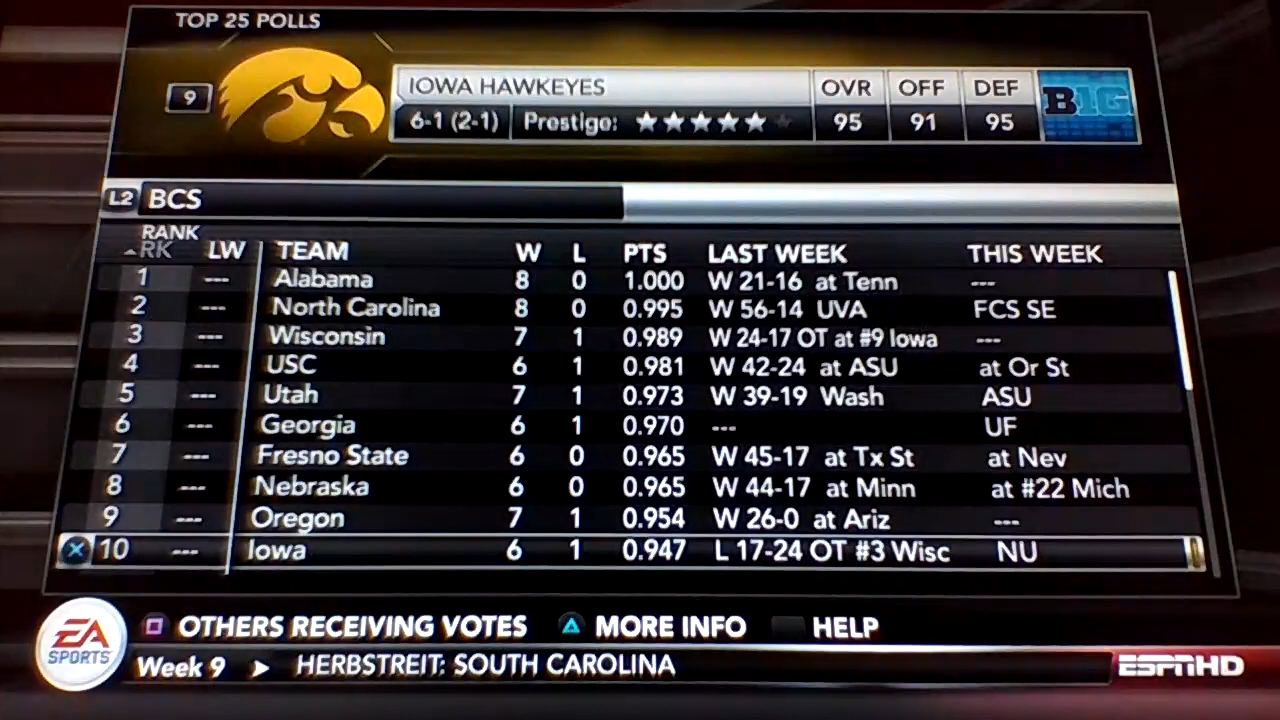 TOP 25 POLLS
9
IOWA HAWKEYES OVR OFF DEF
6-1 (2-1) Prestige: 95 91 95
B1G
L2 BCS
RANK
RK LW TEAM W L PTS LAST WEEK THIS WEEK
1 --- Alabama 8 0 1.000 W 21-16 at Tenn ---
2 --- North Carolina 8 0 0.995 W 56-14 UVA FCS SE
3 --- Wisconsin 7 1 0.989 W 24-17 OT at #9 Iowa ---
4 --- USC 6 1 0.981 W 42-24 at ASU at Or St
5 --- Utah 7 1 0.973 W 39-19 Wash ASU
6 --- Georgia 6 1 0.970 --- UF
7 --- Fresno State 6 0 0.965 W 45-17 at Tx St at Nev
8 --- Nebraska 6 0 0.965 W 44-17 at Minn at #22 Mich
9 --- Oregon 7 1 0.954 W 26-0 at Ariz ---
10 --- Iowa 6 1 0.947 L 17-24 OT #3 Wisc NU
OTHERS RECEIVING VOTES MORE INFO HELP
EA SPORTS
Week 9 HERBSTREIT: SOUTH CAROLINA ESPN HD